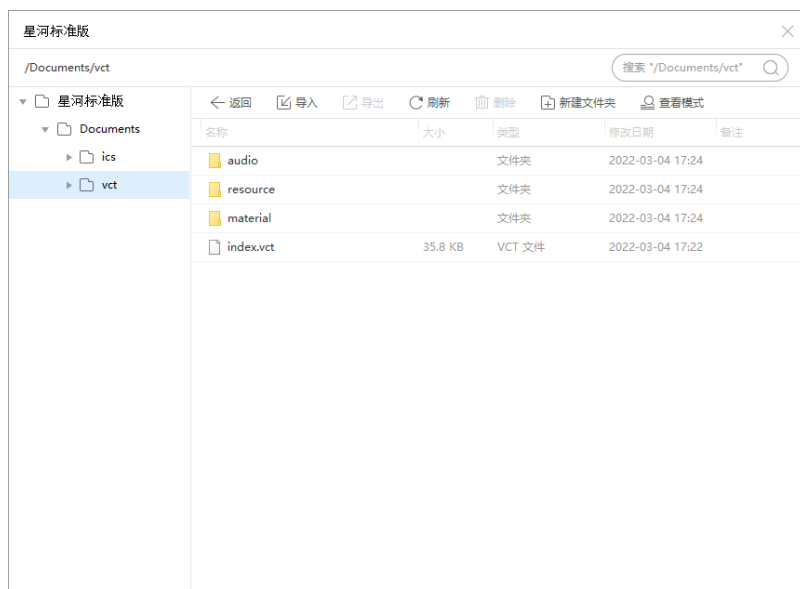 星河标准版
/Documents/vct
搜索 "/Documents/vct"
星河标准版
Documents
ics
vct
返回 导入 导出 刷新 删除 新建文件夹 查看模式
名称 大小 类型 修改日期 备注
audio 文件夹 2022-03-04 17:24
resource 文件夹 2022-03-04 17:24
material 文件夹 2022-03-04 17:24
index.vct 35.8 KB VCT 文件 2022-03-04 17:22